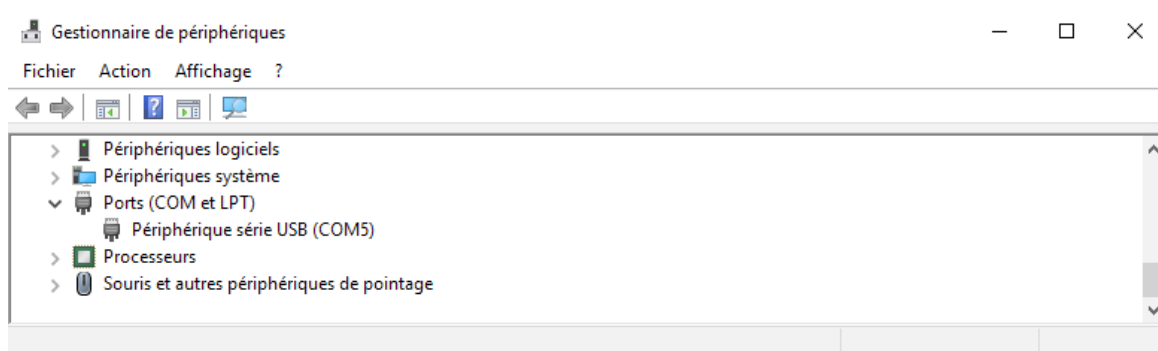 Gestionnaire de périphériques
Fichier Action Affichage ?
Périphériques logiciels
Périphériques système
Ports (COM et LPT)
Périphérique série USB (COM5)
Processeurs
Souris et autres périphériques de pointage